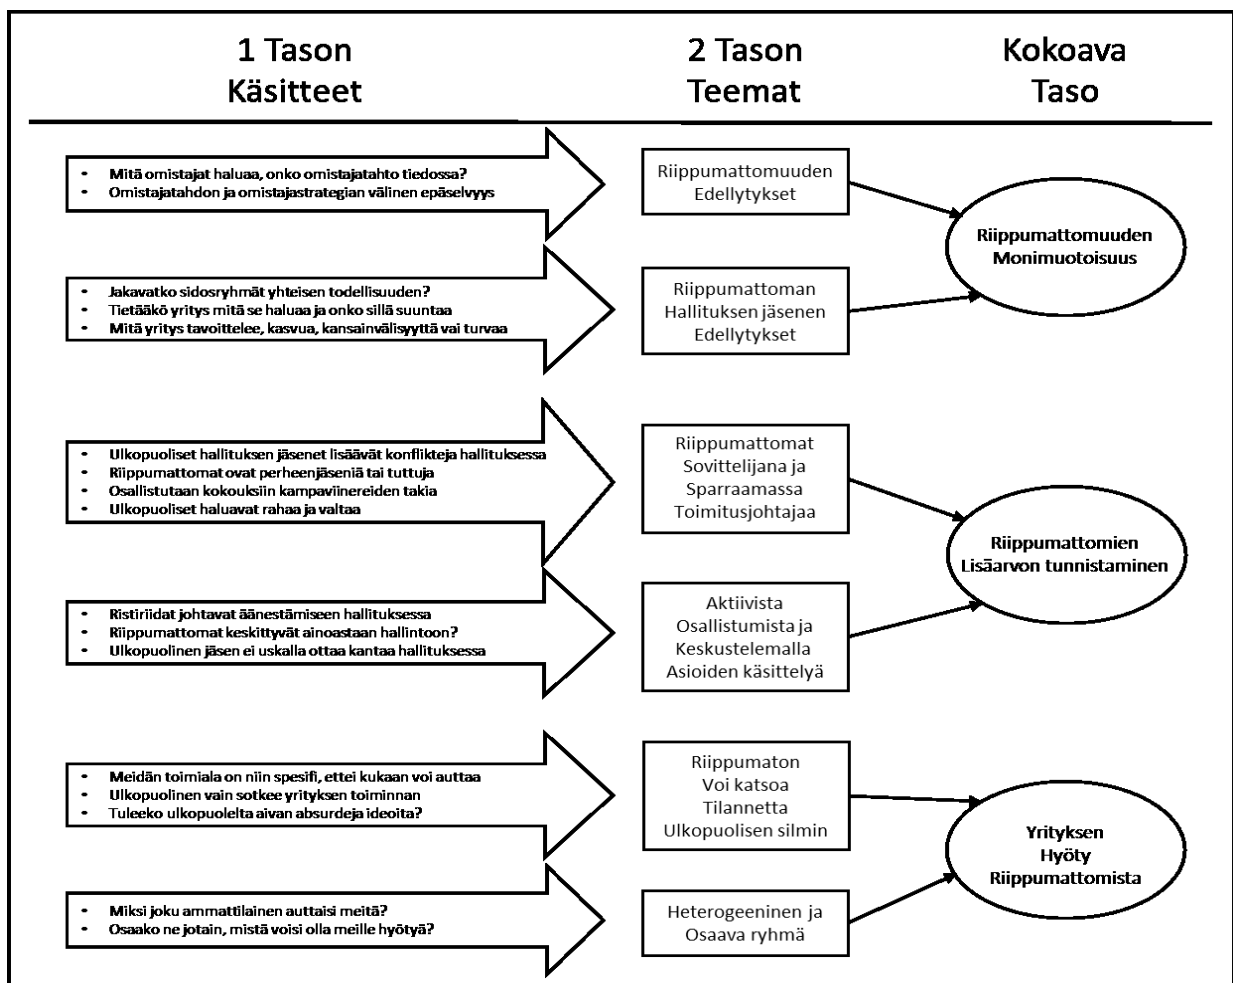 1 Tason
Käsitteet
2 Tason
Teemat
Kokoava
Taso
• Mitä omistajat haluaa, onko omistajatahto tiedossa?
• Omistajatahdon ja omistajastrategian välinen epäselvyys
Riippumattomuuden
Edellytykset
Riippumattomuuden
Monimuotoisuus
• Jakavatko sidosryhmät yhteisen todellisuuden?
• Tietääkö yritys mitä se haluaa ja onko sillä suuntaa
• Mitä yritys tavoittelee, kasvua, kansainvälisyyttä vai turvaa
Riippumattoman
Hallituksen jäsenen
Edellytykset
• Ulkopuoliset hallituksen jäsenet lisäävät konflikteja hallituksessa
• Riippumattomat ovat perheenjäseniä tai tuttuja
• Osallistutaan kokouksiin kampaviinereiden takia
• Ulkopuoliset haluavat rahaa ja valtaa
Riippumattomat
Sovittelijana ja
Sparraamassa
Toimitusjohtajaa
Riippumattomien
Lisäarvon tunnistaminen
• Ristiriidat johtavat äänestämiseen hallituksessa
• Riippumattomat keskittyvät ainoastaan hallintoon?
• Ulkopuolinen jäsen ei uskalla ottaa kantaa hallituksessa
Aktiivista
Osallistumista ja
Keskustelemalla
Asioiden käsittelyä
• Meidän toimiala on niin spesifi, ettei kukaan voi auttaa
• Ulkopuolinen vain sotkee yrityksen toiminnan
• Tuleeko ulkopuolelta aivan absurdeja ideoita?
Riippumaton
Voi katsoa
Tilannetta
Ulkopuolisen silmin
Yrityksen
Hyöty
Riippumattomista
• Miksi joku ammattilainen auttaisi meitä?
• Osaako ne jotain, mistä voisi olla meille hyötyä?
Heterogeeninen ja
Osaava ryhmä